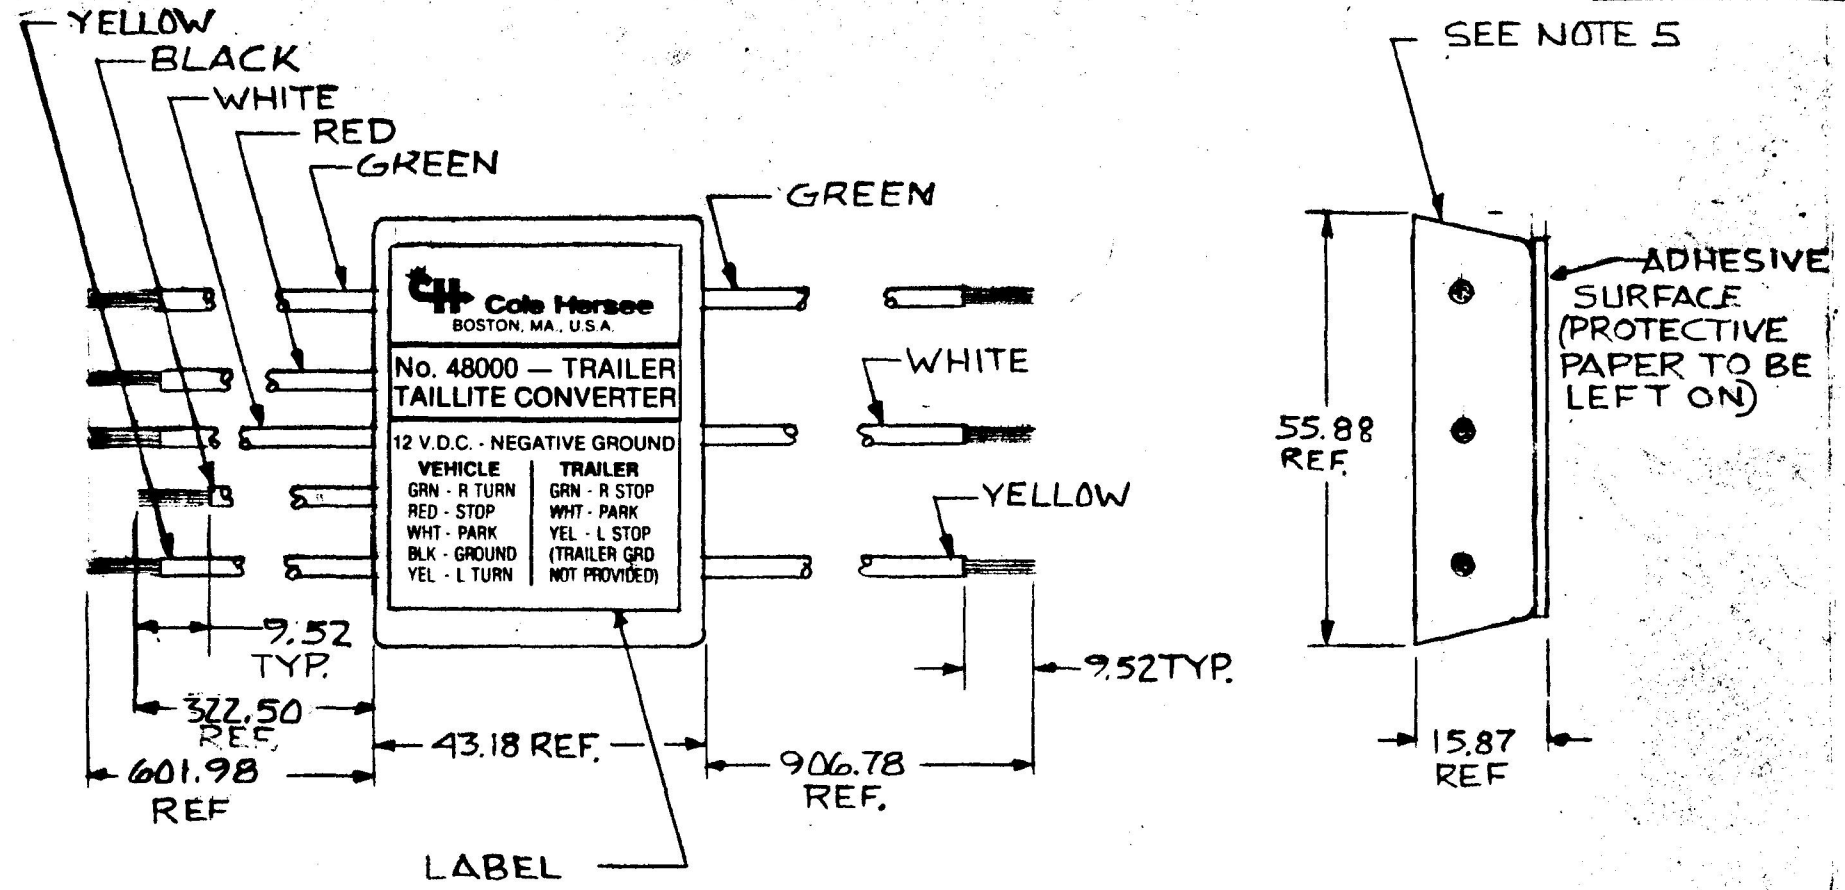 YELLOW
BLACK
WHITE
RED
GREEN
GREEN
WHITE
YELLOW
CH Cole Hersee
BOSTON, MA., U.S.A.
No. 48000 — TRAILER
TAILLITE CONVERTER
12 V.D.C. - NEGATIVE GROUND
VEHICLE TRAILER
GRN - R TURN GRN - R STOP
RED - STOP WHT - PARK
WHT - PARK YEL - L STOP
BLK - GROUND (TRAILER GRD
YEL - L TURN NOT PROVIDED)
9.52
TYP.
322.50
REF.
601.98
REF
43.18 REF.
906.78
REF.
9.52 TYP.
LABEL
SEE NOTE 5
ADHESIVE
SURFACE
(PROTECTIVE
PAPER TO BE
LEFT ON)
55.88
REF.
15.87
REF